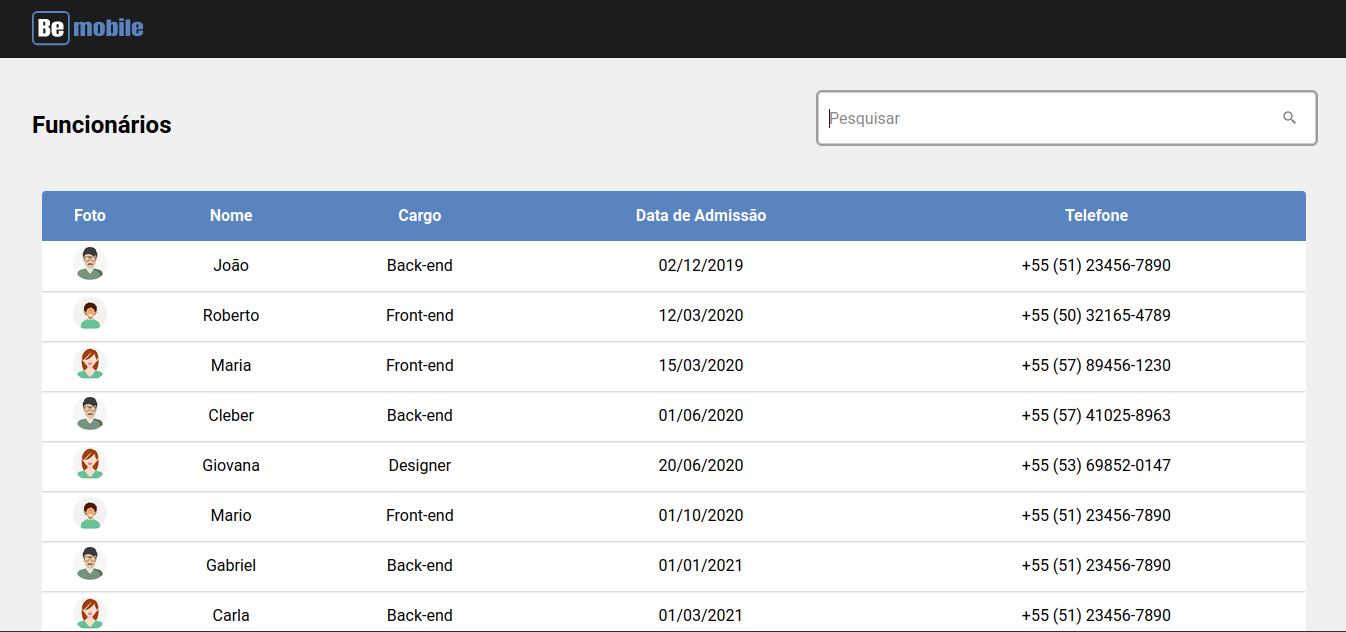 Be mobile
Funcionários
Pesquisar
Foto Nome Cargo Data de Admissão Telefone
João Back-end 02/12/2019 +55 (51) 23456-7890
Roberto Front-end 12/03/2020 +55 (50) 32165-4789
Maria Front-end 15/03/2020 +55 (57) 89456-1230
Cleber Back-end 01/06/2020 +55 (57) 41025-8963
Giovana Designer 20/06/2020 +55 (53) 69852-0147
Mario Front-end 01/10/2020 +55 (51) 23456-7890
Gabriel Back-end 01/01/2021 +55 (51) 23456-7890
Carla Back-end 01/03/2021 +55 (51) 23456-7890